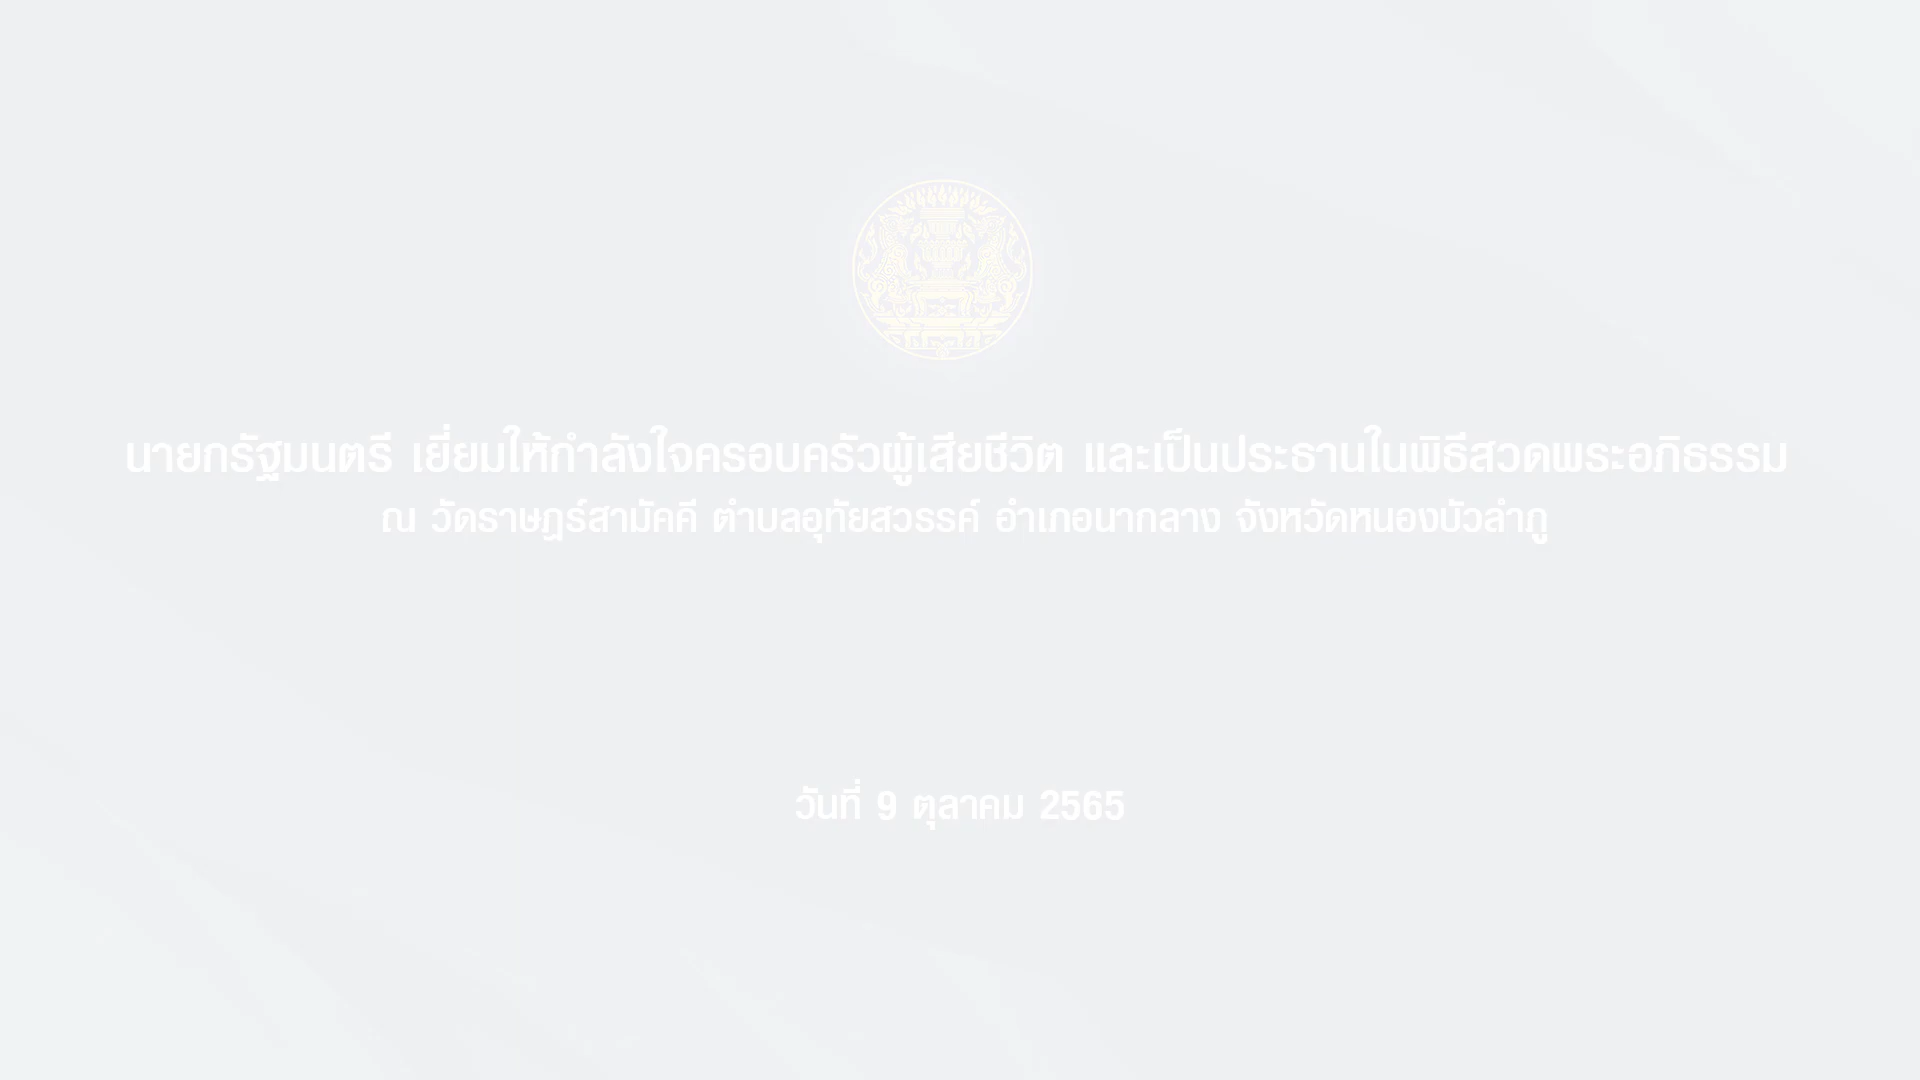 นายกรัฐมนตรี เยี่ยมให้กำลังใจครอบครัวผู้เสียชีวิต และเป็นประธานในพิธีสวดพระอภิธรรม
ณ วัดราษฎร์สามัคคี ตำบลอุทัยสวรรค์ อำเภอนากลาง จังหวัดหนองบัวลำภู
วันที่ 9 ตุลาคม 2565